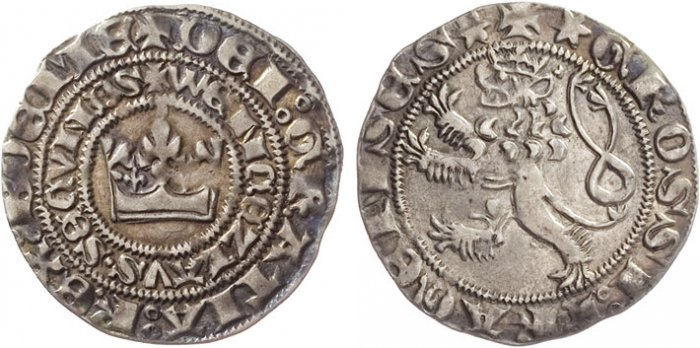 +DEI:GRATIA:REX:BOEMIE
+WENCEZLAVS:SECVNDVS
GROSSI:PRAGENSES